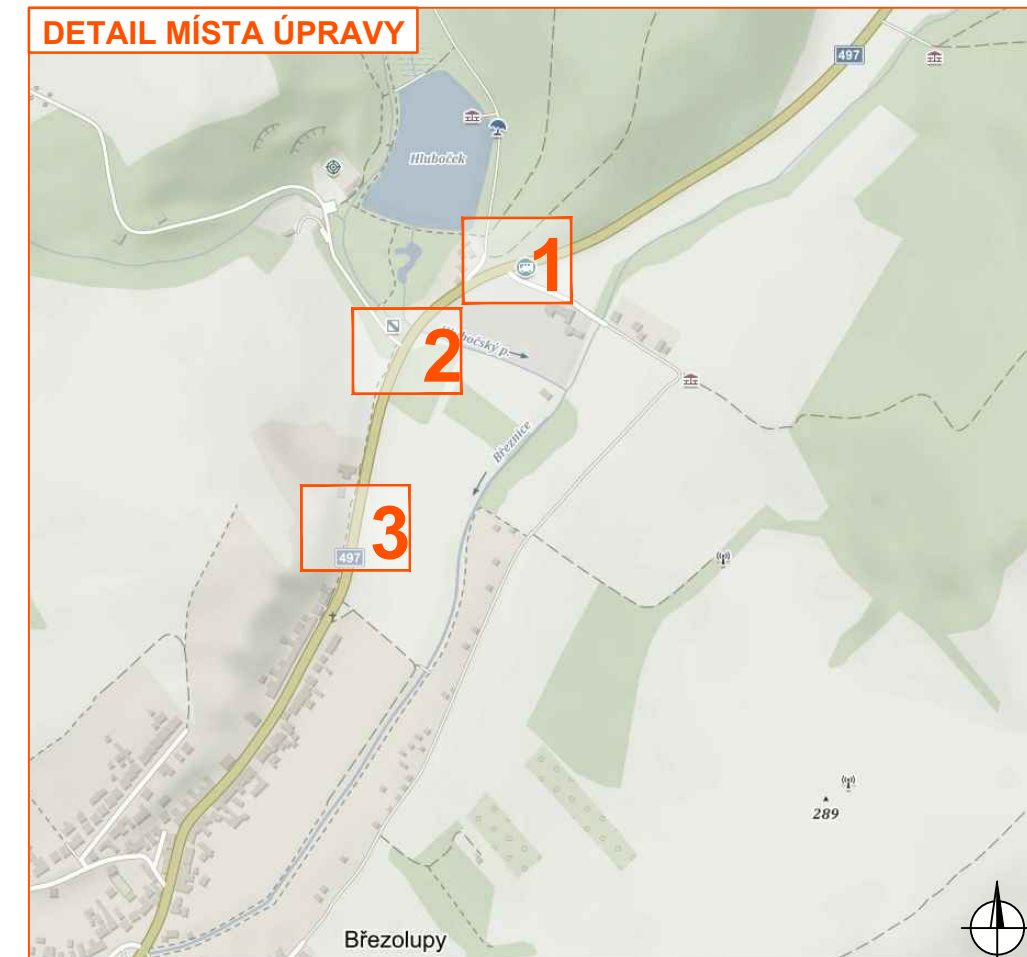 DETAIL MÍSTA ÚPRAVY
497
Hluboček
1
2
Hlubočský p.
Březnice
3
497
289
Březolupy